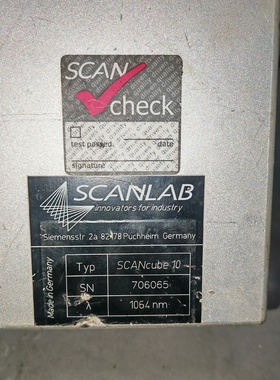 SCAN
check
test passed
date
signature
SCANLAB
Innovators for industry
Siemensstr. 2a 82178 Puchheim Germany
Made in Germany
Typ SCANcube 10
SN 706065
λ 1064 nm